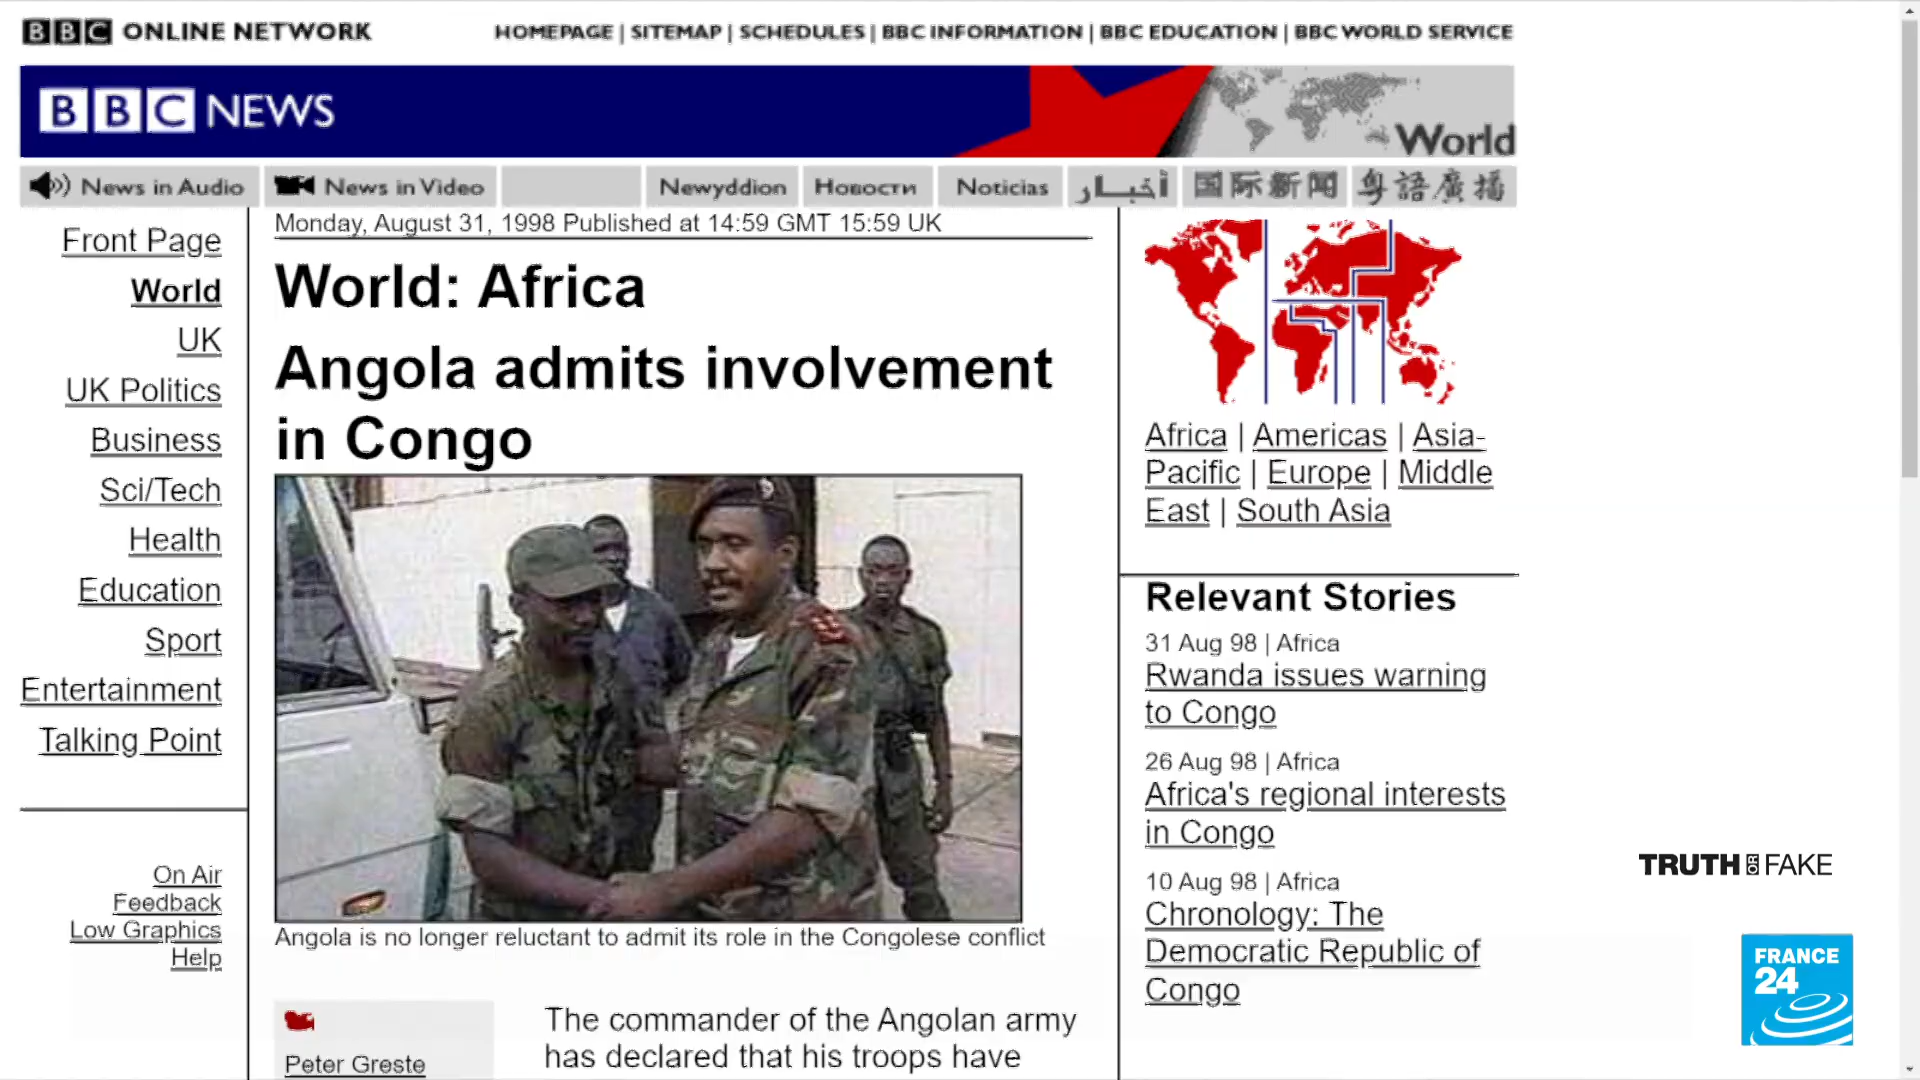 BBC ONLINE NETWORK
HOMEPAGE | SITEMAP | SCHEDULES | BBC INFORMATION | BBC EDUCATION | BBC WORLD SERVICE
BBC NEWS
World
News in Audio
News in Video
Newyddion
Новости
Noticias
أخبار
国际新闻
粤語廣播
Front Page
World
UK
UK Politics
Business
Sci/Tech
Health
Education
Sport
Entertainment
Talking Point
On Air
Feedback
Low Graphics
Help
Monday, August 31, 1998 Published at 14:59 GMT 15:59 UK
World: Africa
Angola admits involvement
in Congo
Angola is no longer reluctant to admit its role in the Congolese conflict
Peter Greste
The commander of the Angolan army
has declared that his troops have
Africa | Americas | Asia-
Pacific | Europe | Middle
East | South Asia
Relevant Stories
31 Aug 98 | Africa
Rwanda issues warning
to Congo
26 Aug 98 | Africa
Africa's regional interests
in Congo
10 Aug 98 | Africa
Chronology: The
Democratic Republic of
Congo
TRUTH OR FAKE
FRANCE
24